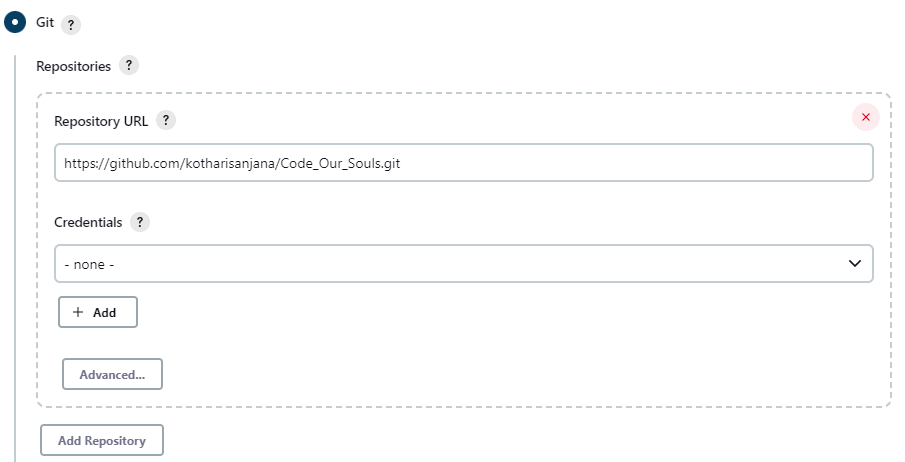 Git ?
Repositories ?
Repository URL ?
https://github.com/kotharisanjana/Code_Our_Souls.git
Credentials ?
- none -
+ Add
Advanced...
Add Repository